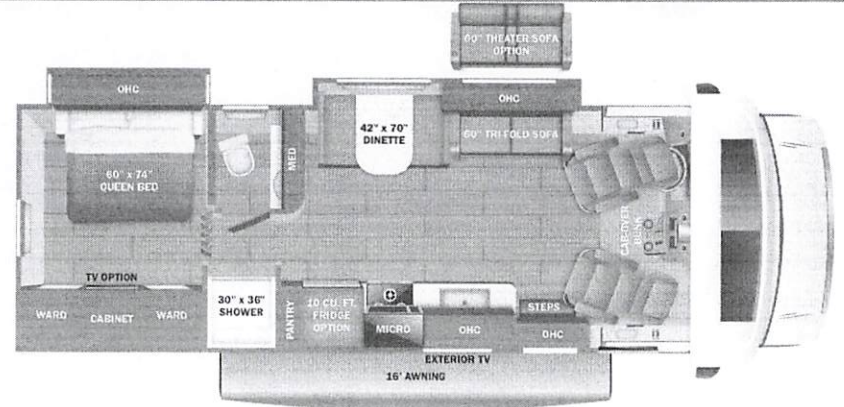 60" THEATER SOFA
OPTION
OHC
OHC
42" x 70"
DINETTE
60" TRI FOLD SOFA
MED
60" x 74"
QUEEN BED
CAB-OVER
BUNK
TV OPTION
WARD
CABINET
WARD
30" x 36"
SHOWER
PANTRY
10 CU. FT.
FRIDGE
OPTION
MICRO
OHC
STEPS
OHC
EXTERIOR TV
16' AWNING